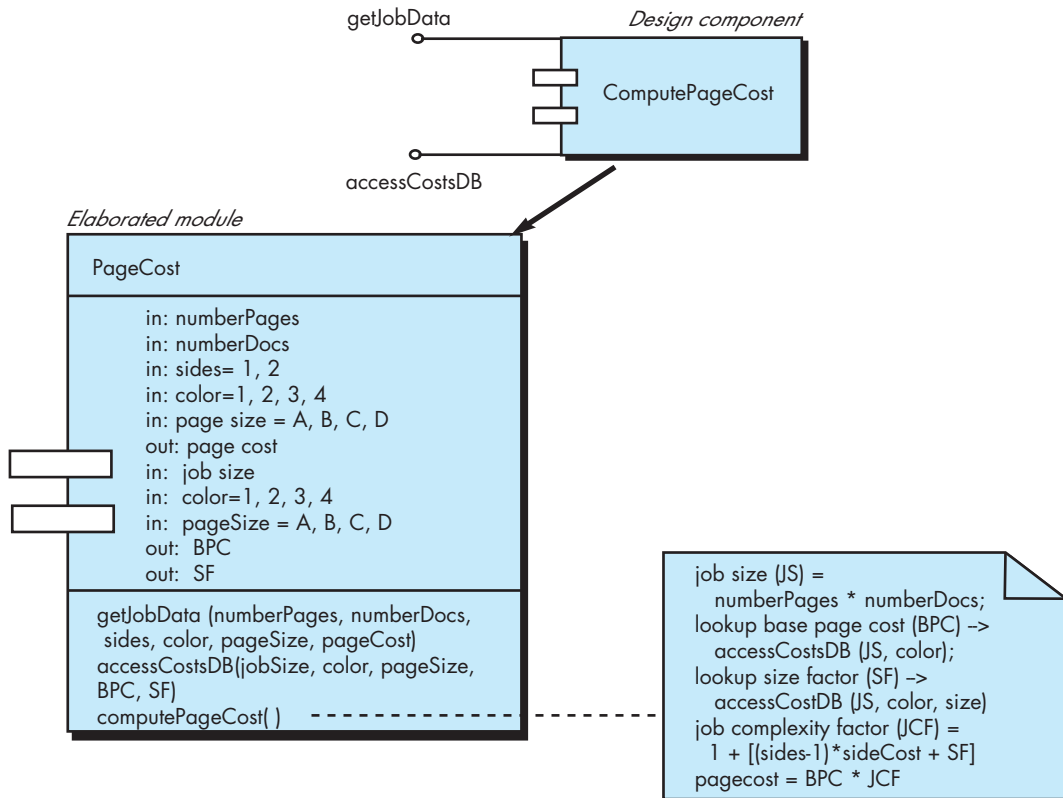 getJobData
Design component
ComputePageCost
accessCostsDB
Elaborated module
PageCost
in: numberPages
in: numberDocs
in: sides= 1, 2
in: color=1, 2, 3, 4
in: page size = A, B, C, D
out: page cost
in: job size
in: color=1, 2, 3, 4
in: pageSize = A, B, C, D
out: BPC
out: SF
getJobData (numberPages, numberDocs,
sides, color, pageSize, pageCost)
accessCostsDB(jobSize, color, pageSize,
BPC, SF)
computePageCost( )
job size (JS) =
numberPages * numberDocs;
lookup base page cost (BPC) -->
accessCostsDB (JS, color);
lookup size factor (SF) -->
accessCostDB (JS, color, size)
job complexity factor (JCF) =
1 + [(sides-1)*sideCost + SF]
pagecost = BPC * JCF